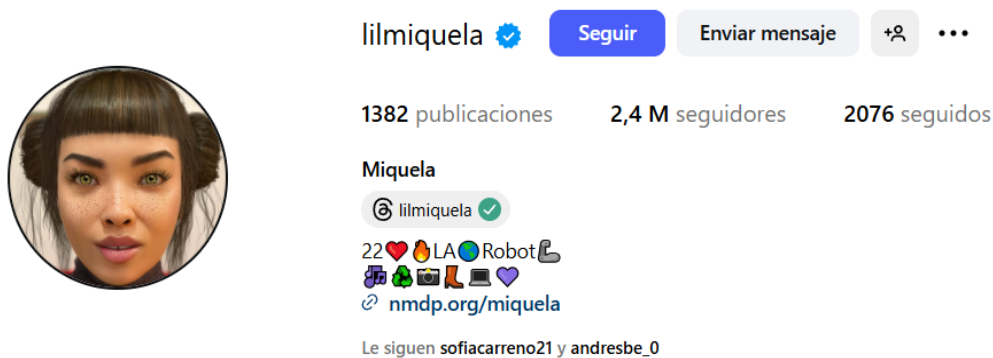 lilmiquela Seguir Enviar mensaje
1382 publicaciones 2,4 M seguidores 2076 seguidos
Miquela
lilmiquela
22❤️🔥LA🌎Robot🦾
🎶♻️📷👢💻💜
nmdp.org/miquela
Le siguen sofiacarreno21 y andresbe_0